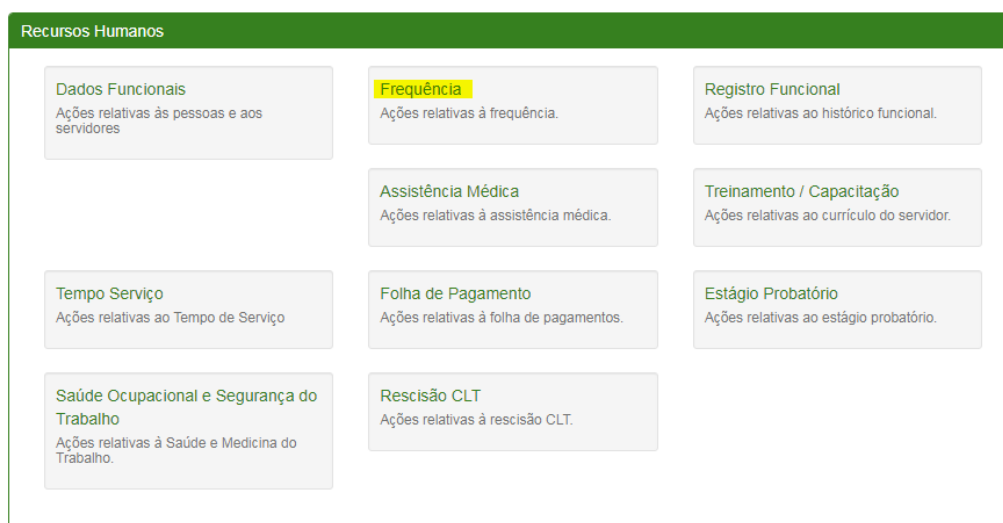 Recursos Humanos
Dados Funcionais
Ações relativas às pessoas e aos
servidores
Frequência
Ações relativas à frequência.
Registro Funcional
Ações relativas ao histórico funcional.
Assistência Médica
Ações relativas à assistência médica.
Treinamento / Capacitação
Ações relativas ao currículo do servidor.
Tempo Serviço
Ações relativas ao Tempo de Serviço
Folha de Pagamento
Ações relativas à folha de pagamentos.
Estágio Probatório
Ações relativas ao estágio probatório.
Saúde Ocupacional e Segurança do
Trabalho
Ações relativas à Saúde e Medicina do
Trabalho.
Rescisão CLT
Ações relativas à rescisão CLT.